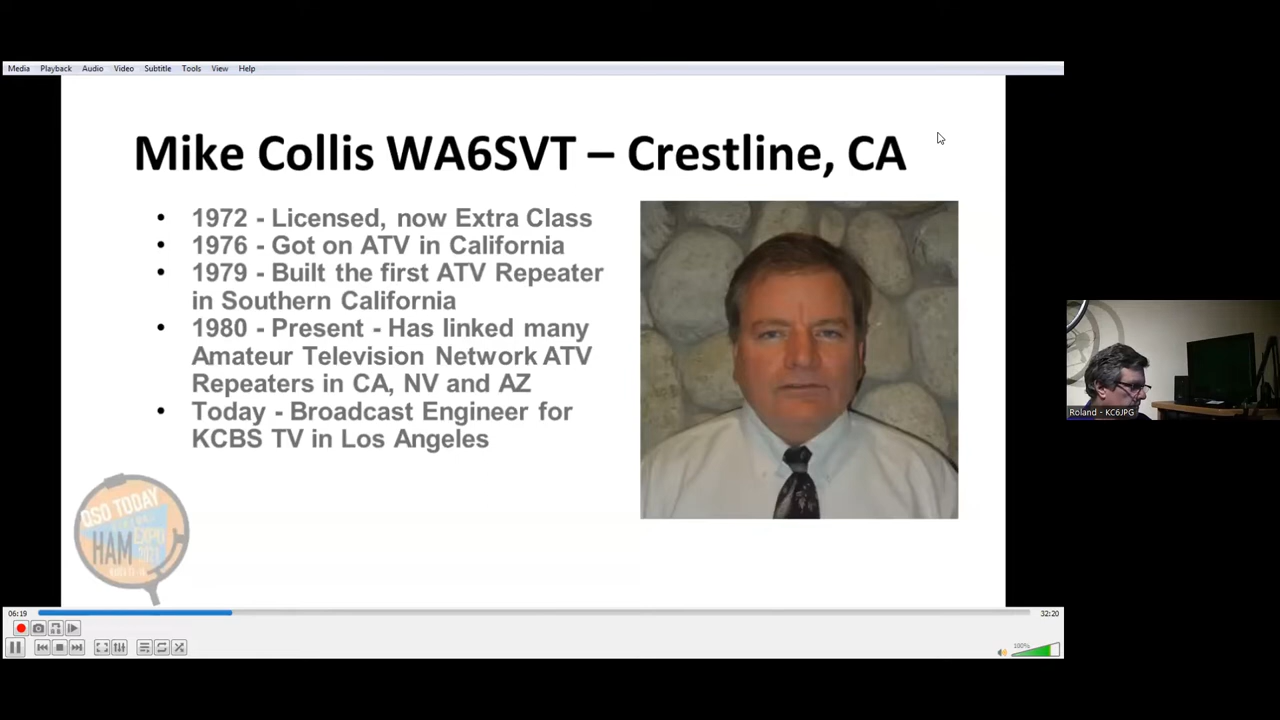 Media Playback Audio Video Subtitle Tools View Help
Mike Collis WA6SVT – Crestline, CA
• 1972 - Licensed, now Extra Class
• 1976 - Got on ATV in California
• 1979 - Built the first ATV Repeater
in Southern California
• 1980 - Present - Has linked many
Amateur Television Network ATV
Repeaters in CA, NV and AZ
• Today - Broadcast Engineer for
KCBS TV in Los Angeles
Roland - KC6JPG
QSO TODAY
HAM EXPO
06:19
32:20
100%